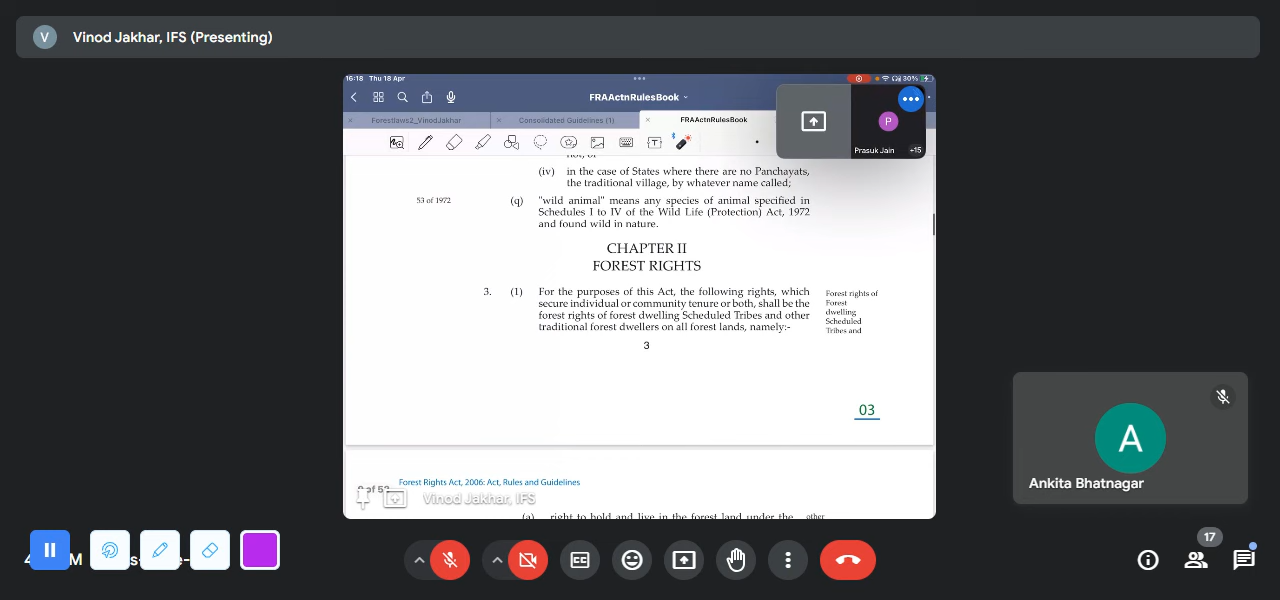 V Vinod Jakhar, IFS (Presenting)
16:18 Thu 18 Apr
30%
FRAActnRulesBook
Forestlaws2_VinodJakhar
Consolidated Guidelines (1)
FRAActnRulesBook
P
Prasuk Jain +15
not, or
(iv) in the case of States where there are no Panchayats,
the traditional village, by whatever name called;
53 of 1972
(q) "wild animal" means any species of animal specified in
Schedules I to IV of the Wild Life (Protection) Act, 1972
and found wild in nature.
CHAPTER II
FOREST RIGHTS
3. (1) For the purposes of this Act, the following rights, which
secure individual or community tenure or both, shall be the
forest rights of forest dwelling Scheduled Tribes and other
traditional forest dwellers on all forest lands, namely:-
Forest rights of
Forest
dwelling
Scheduled
Tribes and
3
03
Forest Rights Act, 2006: Act, Rules and Guidelines
of 53
Vinod Jakhar, IFS
(a) right to hold and live in the forest land under the other
A
Ankita Bhatnagar
17